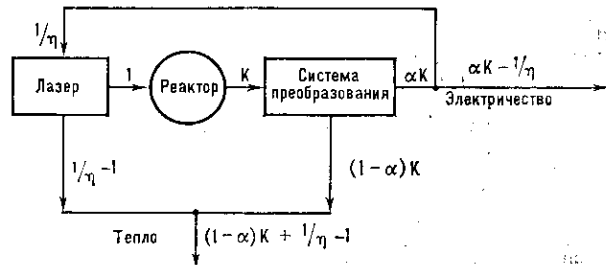 1/η
Лазер
1
Реактор
K
Система
преобразования
αK
αK − 1/η
Электричество
1/η −1
(1−α)K
Тепло
(1−α)K + 1/η −1